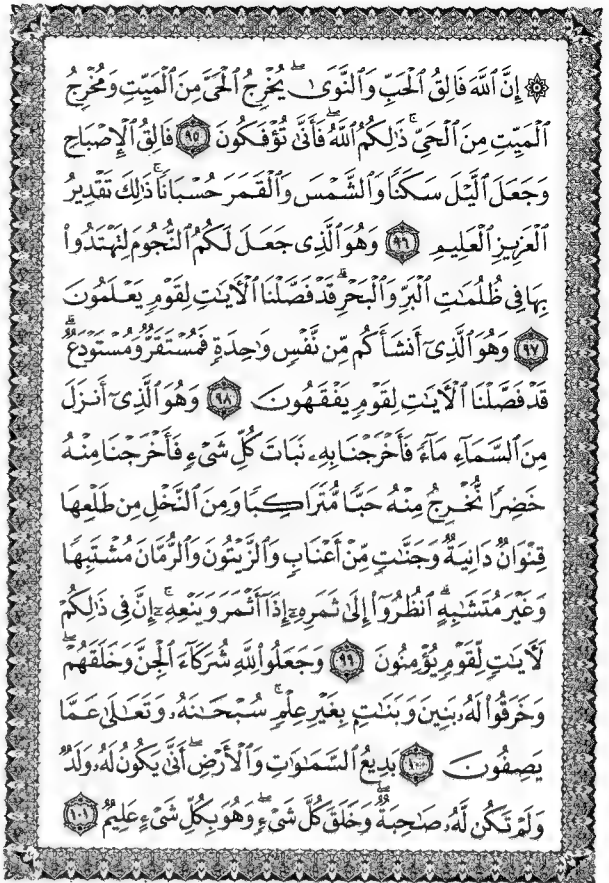 ۞ إِنَّ ٱللَّهَ فَالِقُ ٱلْحَبِّ وَٱلنَّوَىٰ ۖ يُخْرِجُ ٱلْحَىَّ مِنَ ٱلْمَيِّتِ وَمُخْرِجُ
ٱلْمَيِّتِ مِنَ ٱلْحَىِّ ۚ ذَٰلِكُمُ ٱللَّهُ ۖ فَأَنَّىٰ تُؤْفَكُونَ ٩٥ فَالِقُ ٱلْإِصْبَاحِ
وَجَعَلَ ٱلَّيْلَ سَكَنًا وَٱلشَّمْسَ وَٱلْقَمَرَ حُسْبَانًا ۚ ذَٰلِكَ تَقْدِيرُ
ٱلْعَزِيزِ ٱلْعَلِيمِ ٩٦ وَهُوَ ٱلَّذِى جَعَلَ لَكُمُ ٱلنُّجُومَ لِتَهْتَدُوا۟
بِهَا فِى ظُلُمَٰتِ ٱلْبَرِّ وَٱلْبَحْرِ ۗ قَدْ فَصَّلْنَا ٱلْءَايَٰتِ لِقَوْمٍ يَعْلَمُونَ
٩٧ وَهُوَ ٱلَّذِىٓ أَنشَأَكُم مِّن نَّفْسٍ وَٰحِدَةٍ فَمُسْتَقَرٌّ وَمُسْتَوْدَعٌ ۗ
قَدْ فَصَّلْنَا ٱلْءَايَٰتِ لِقَوْمٍ يَفْقَهُونَ ٩٨ وَهُوَ ٱلَّذِىٓ أَنزَلَ
مِنَ ٱلسَّمَآءِ مَآءً فَأَخْرَجْنَا بِهِۦ نَبَاتَ كُلِّ شَىْءٍ فَأَخْرَجْنَا مِنْهُ
خَضِرًا نُّخْرِجُ مِنْهُ حَبًّا مُّتَرَاكِبًا وَمِنَ ٱلنَّخْلِ مِن طَلْعِهَا
قِنْوَانٌ دَانِيَةٌ وَجَنَّٰتٍ مِّنْ أَعْنَابٍ وَٱلزَّيْتُونَ وَٱلرُّمَّانَ مُشْتَبِهًا
وَغَيْرَ مُتَشَٰبِهٍ ۗ ٱنظُرُوٓا۟ إِلَىٰ ثَمَرِهِۦٓ إِذَآ أَثْمَرَ وَيَنْعِهِۦٓ ۚ إِنَّ فِى ذَٰلِكُمْ
لَءَايَٰتٍ لِّقَوْمٍ يُؤْمِنُونَ ٩٩ وَجَعَلُوا۟ لِلَّهِ شُرَكَآءَ ٱلْجِنَّ وَخَلَقَهُمْ ۖ
وَخَرَقُوا۟ لَهُۥ بَنِينَ وَبَنَٰتٍۭ بِغَيْرِ عِلْمٍ ۚ سُبْحَٰنَهُۥ وَتَعَٰلَىٰ عَمَّا
يَصِفُونَ ١٠٠ بَدِيعُ ٱلسَّمَٰوَٰتِ وَٱلْأَرْضِ ۖ أَنَّىٰ يَكُونُ لَهُۥ وَلَدٌ
وَلَمْ تَكُن لَّهُۥ صَٰحِبَةٌ ۖ وَخَلَقَ كُلَّ شَىْءٍ ۖ وَهُوَ بِكُلِّ شَىْءٍ عَلِيمٌ ١٠١